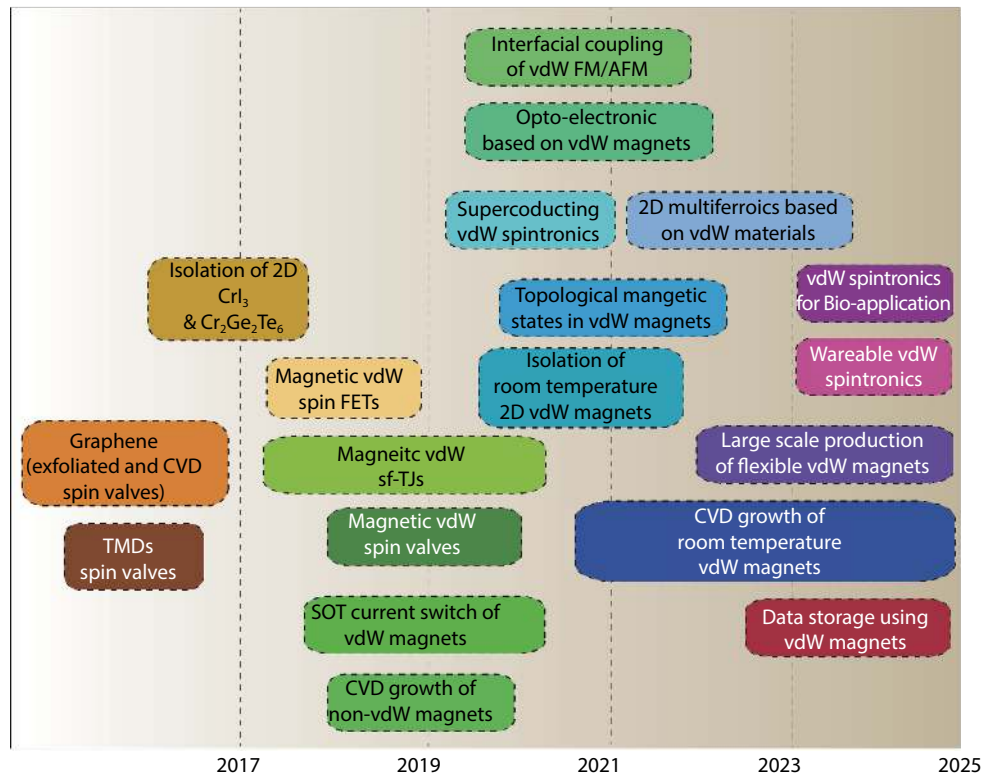 Interfacial coupling
of vdW FM/AFM
Opto-electronic
based on vdW magnets
Supercoducting
vdW spintronics
2D multiferroics based
on vdW materials
Isolation of 2D
CrI₃
& Cr₂Ge₂Te₆
Topological mangetic
states in vdW magnets
vdW spintronics
for Bio-application
Magnetic vdW
spin FETs
Isolation of
room temperature
2D vdW magnets
Wareable vdW
spintronics
Graphene
(exfoliated and CVD
spin valves)
Magneitc vdW
sf-TJs
Large scale production
of flexible vdW magnets
TMDs
spin valves
Magnetic vdW
spin valves
CVD growth of
room temperature
vdW magnets
SOT current switch of
vdW magnets
Data storage using
vdW magnets
CVD growth of
non-vdW magnets
2017 2019 2021 2023 2025